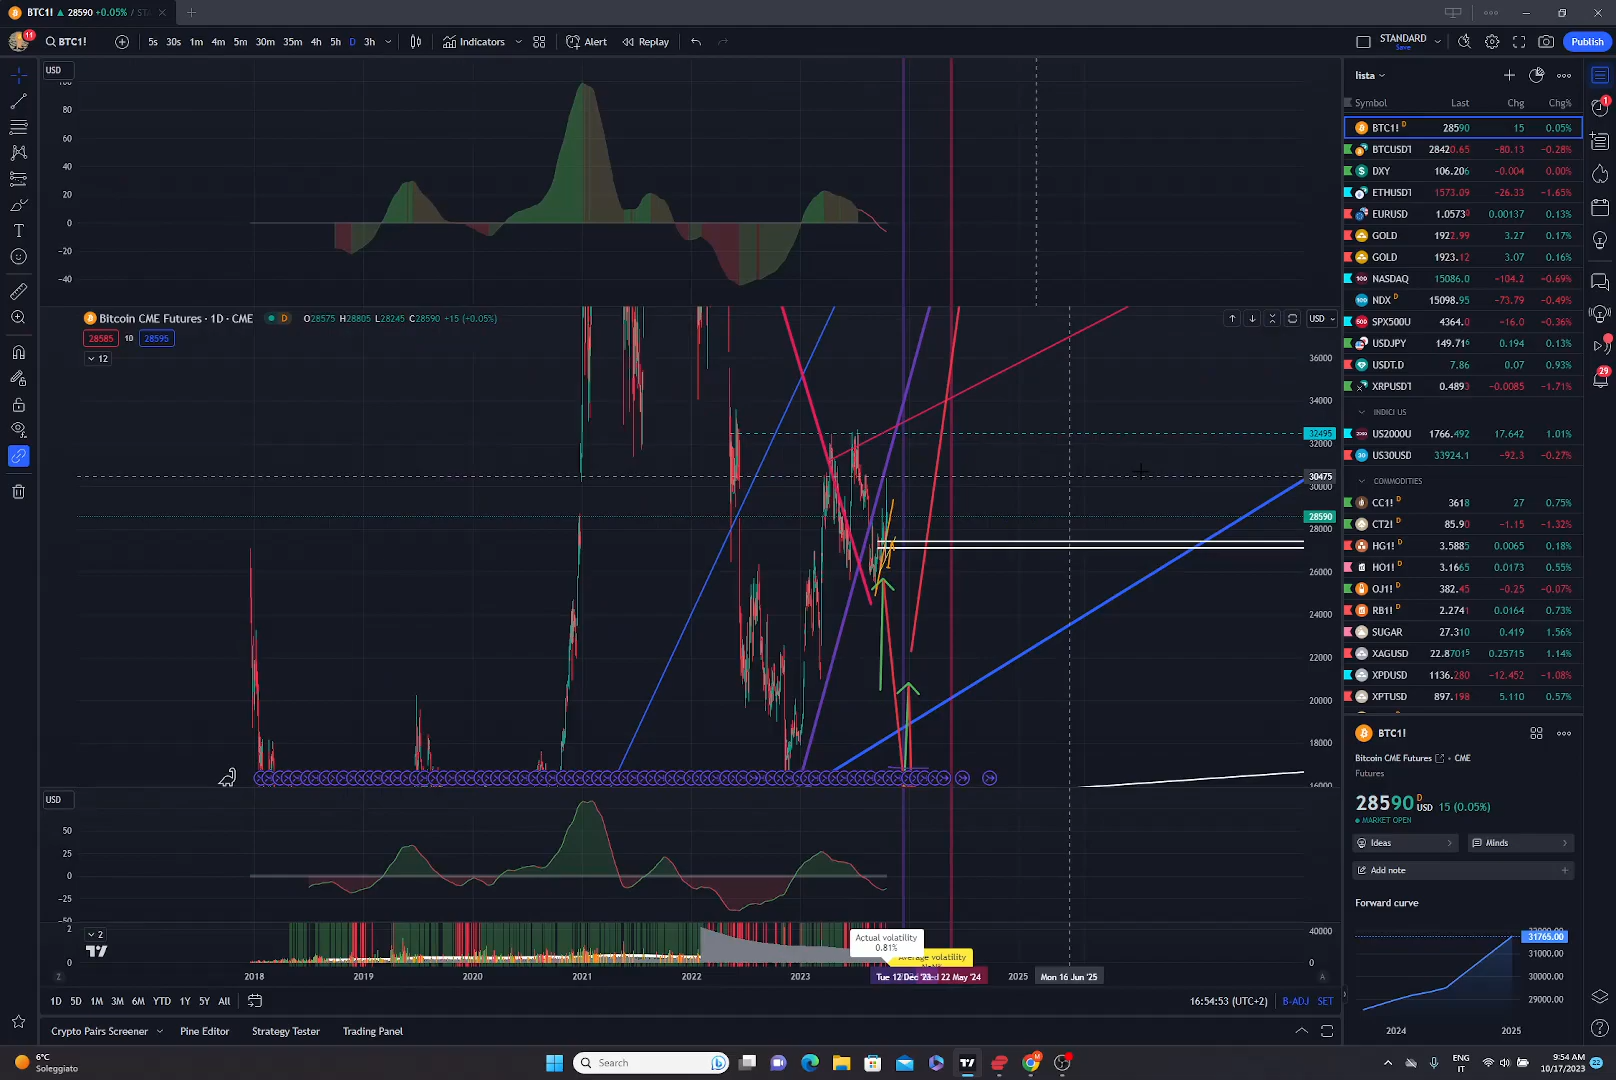 BTC1! ▲ 28590 +0.05% / STA
11
BTC1!
5s 30s 1m 4m 5m 30m 35m 4h 5h D 3h
Indicators
Alert
Replay
STANDARD
Save
Publish
USD
100
80
60
40
20
0
−20
−40
Bitcoin CME Futures · 1D · CME
D
O28575 H28805 L28245 C28590 +15 (+0.05%)
28585 1D 28595
12
USD
36000
34000
32495
32000
30475
30000
28590
28000
26000
24000
22000
20000
18000
16000
USD
50
25
0
−25
−50
2
2
0
40000
0
Actual volatility
0.81%
Average volatility
Z
2018 2019 2020 2021 2022 2023
Tue 12 Dec '23
Wed 22 May '24
2025
Mon 16 Jun '25
A
1D 5D 1M 3M 6M YTD 1Y 5Y All
16:54:53 (UTC+2)
B-ADJ SET
Crypto Pairs Screener
Pine Editor
Strategy Tester
Trading Panel
lista
Symbol Last Chg Chg%
BTC1! D 28590 15 0.05%
BTCUSDT 28420.65 −80.13 −0.28%
DXY 106.206 −0.004 0.00%
ETHUSDT 1573.09 −26.33 −1.65%
EURUSD 1.05733 0.00137 0.13%
GOLD 1922.99 3.27 0.17%
GOLD 1923.12 3.07 0.16%
NASDAQ 15086.0 −104.2 −0.69%
NDX D 15098.95 −73.79 −0.49%
SPX500U 4364.0 −16.0 −0.36%
USDJPY 149.716 0.194 0.13%
USDT.D 7.86 0.07 0.93%
XRPUSDT 0.4893 −0.0085 −1.71%
INDICI US
US2000U 1766.492 17.642 1.01%
US30USD 33924.1 −92.3 −0.27%
COMMODITIES
CC1! D 3618 27 0.75%
CT2! D 85.90 −1.15 −1.32%
HG1! D 3.5885 0.0065 0.18%
HO1! D 3.1665 0.0173 0.55%
OJ1! D 382.45 −0.25 −0.07%
RB1! D 2.2741 0.0164 0.73%
SUGAR 27.310 0.419 1.56%
XAGUSD 22.8701⁵ 0.25715 1.14%
XPDUSD 1136.280 −12.452 −1.08%
XPTUSD 897.198 5.110 0.57%
BTC1!
Bitcoin CME Futures • CME
Futures
28590 D USD 15 (0.05%)
MARKET OPEN
Ideas
Minds
Add note
Forward curve
31765.00
31000.00
30000.00
29000.00
2024 2025
1
29
6°C
Soleggiato
Search
ENG
IT
9:54 AM
10/17/2023
22